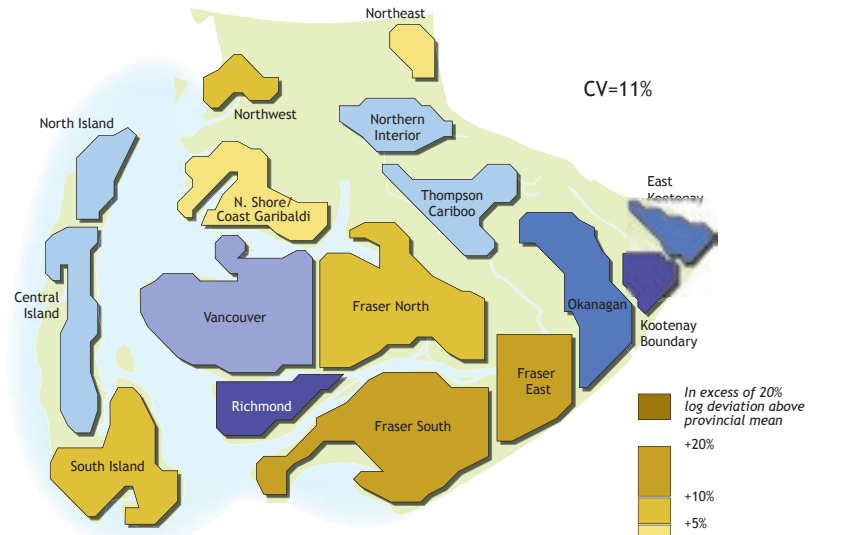 Northeast
CV=11%
Northwest
North Island
Northern
Interior
East
N. Shore/
Coast Garibaldi
Thompson
Cariboo
Central
Island
Vancouver
Fraser North
Okanagan
Kootenay
Boundary
Fraser
East
Richmond
Fraser South
South Island
In excess of 20%
log deviation above
provincial mean
+20%
+10%
+5%